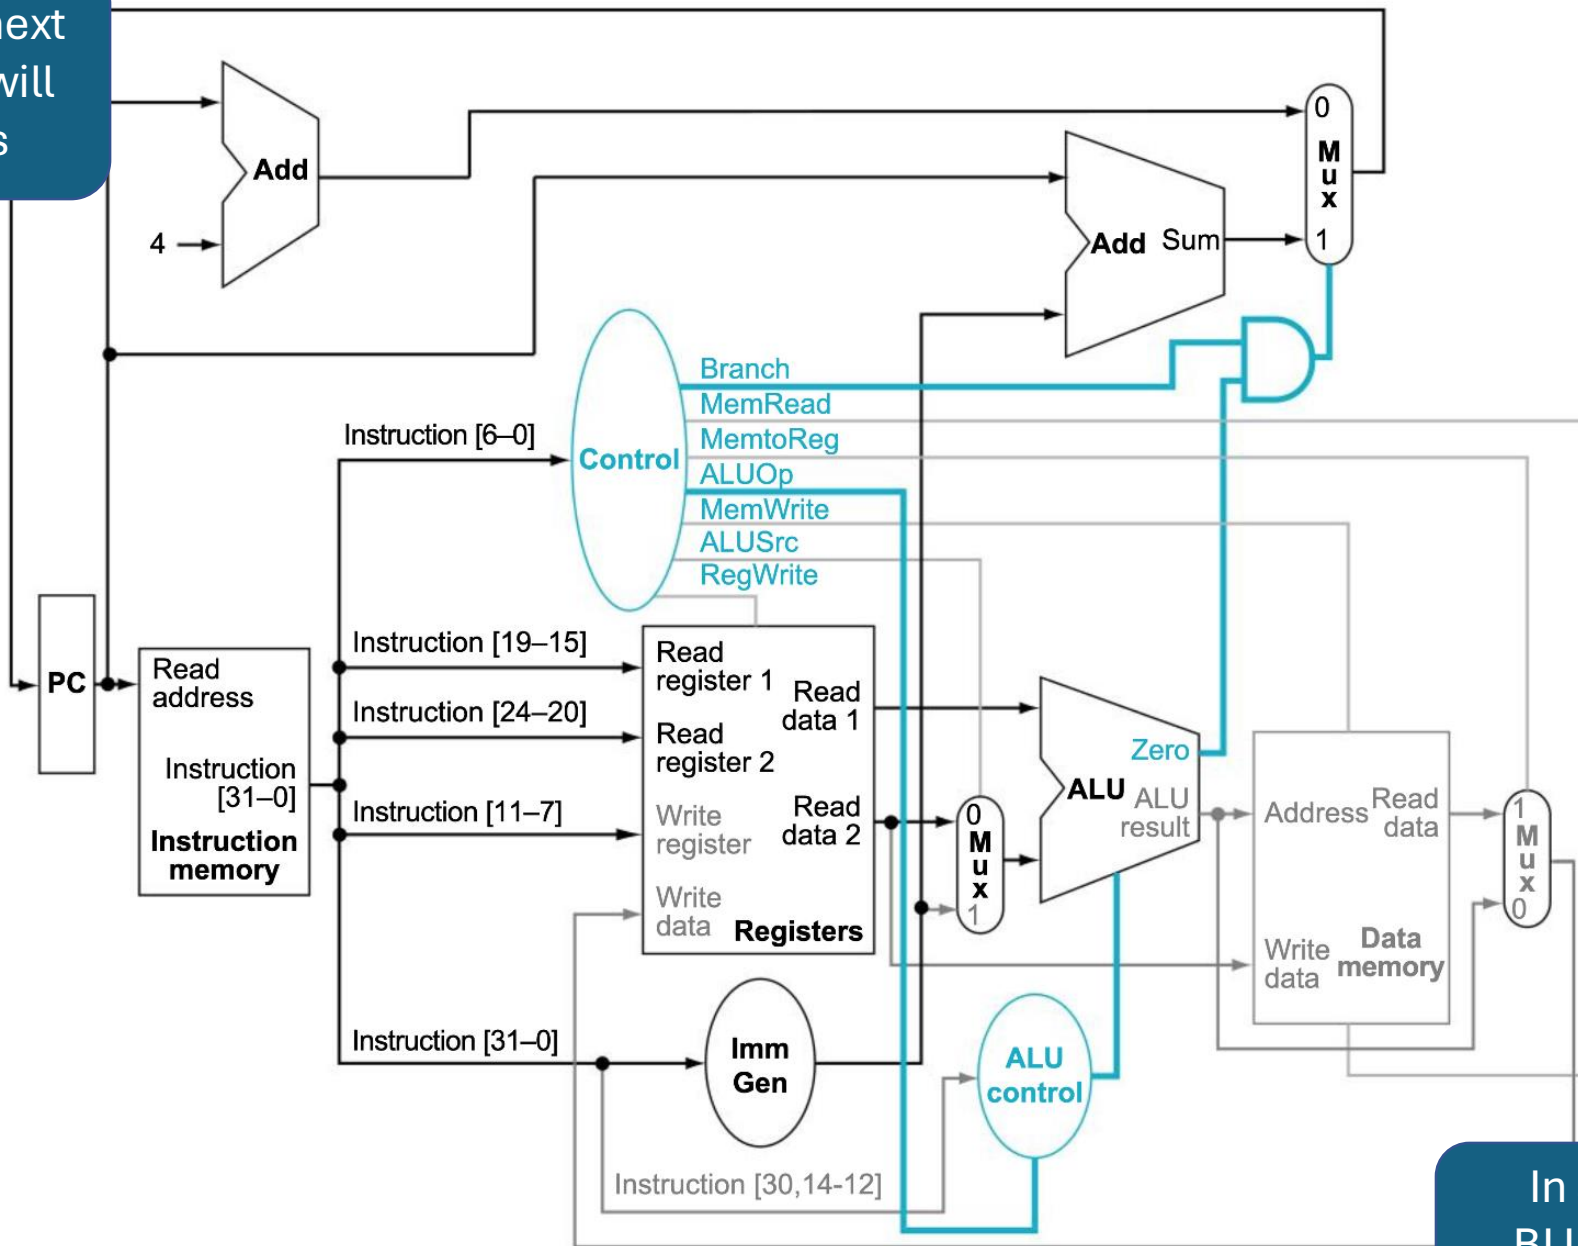 next
will
s
Add
4
Add Sum
0
M
u
x
1
Branch
MemRead
MemtoReg
ALUOp
MemWrite
ALUSrc
RegWrite
Control
Instruction [6–0]
Instruction [19–15]
Instruction [24–20]
Instruction [11–7]
Instruction [31–0]
PC
Read
address
Instruction
[31–0]
Instruction
memory
Read
register 1
Read
register 2
Write
register
Write
data
Read
data 1
Read
data 2
Registers
0
M
u
x
1
Zero
ALU
ALU
result
Address
Read
data
Write
data
Data
memory
1
M
u
x
0
Imm
Gen
ALU
control
Instruction [30,14-12]
In